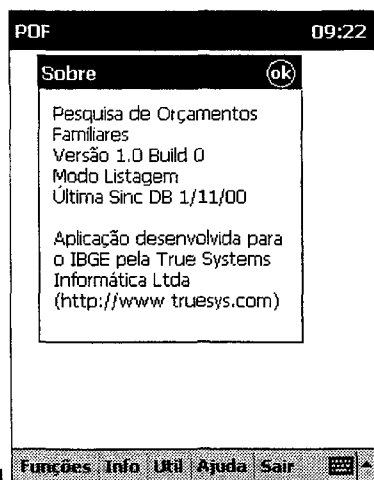 POF 09:22
Sobre ok
Pesquisa de Orçamentos
Familiares
Versão 1.0 Build 0
Modo Listagem
Última Sinc DB 1/11/00
Aplicação desenvolvida para
o IBGE pela True Systems
Informática Ltda
(http://www truesys.com)
Funções Info Util Ajuda Sair